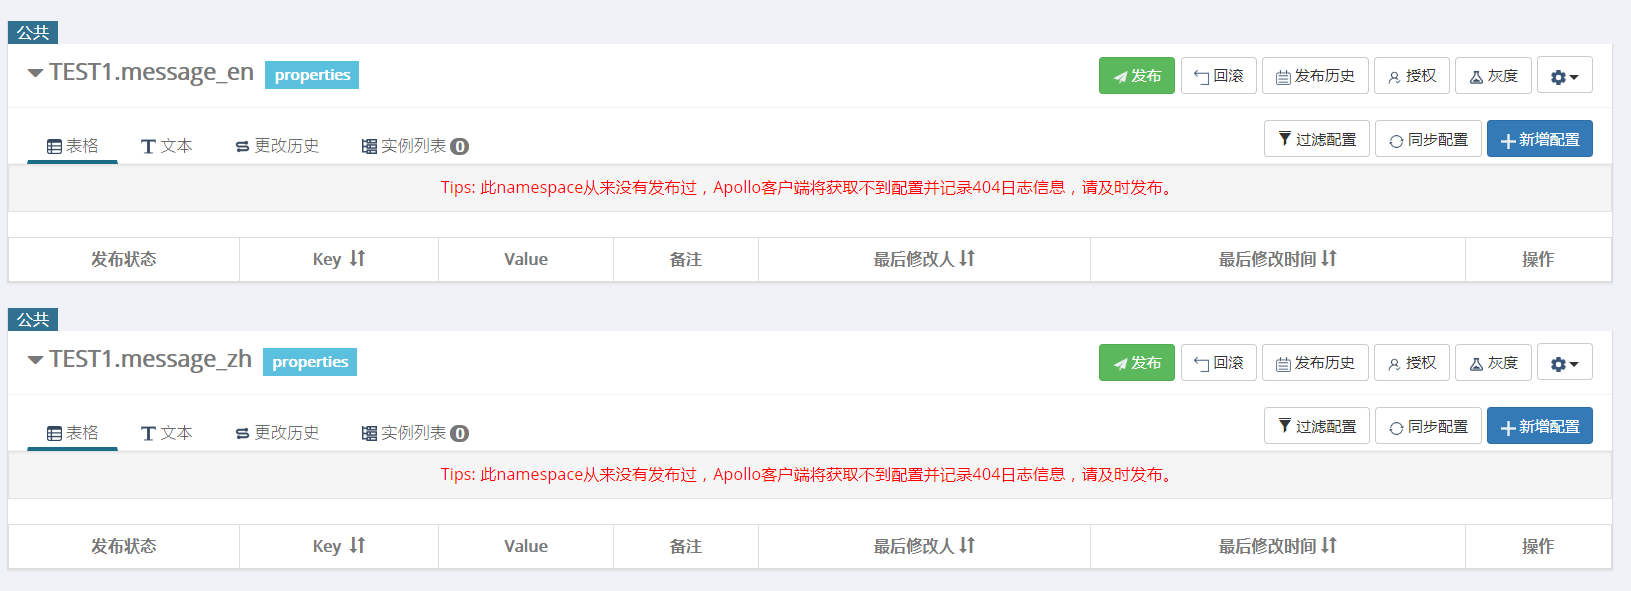 公共
TEST1.message_en properties 发布 回滚 发布历史 授权 灰度
表格 文本 更改历史 实例列表 0 过滤配置 同步配置 新增配置
Tips: 此namespace从来没有发布过，Apollo客户端将获取不到配置并记录404日志信息，请及时发布。
发布状态 Key Value 备注 最后修改人 最后修改时间 操作
公共
TEST1.message_zh properties 发布 回滚 发布历史 授权 灰度
表格 文本 更改历史 实例列表 0 过滤配置 同步配置 新增配置
Tips: 此namespace从来没有发布过，Apollo客户端将获取不到配置并记录404日志信息，请及时发布。
发布状态 Key Value 备注 最后修改人 最后修改时间 操作